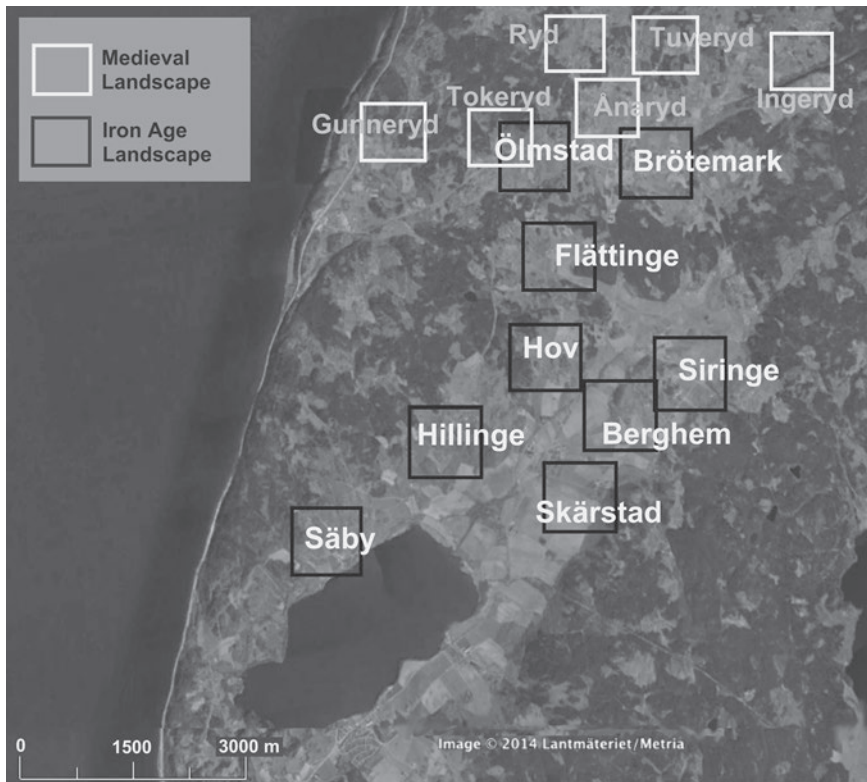 Medieval
Landscape
Iron Age
Landscape
Ryd
Tuveryd
Ingeryd
Tokeryd
Ånaryd
Gunneryd
Ölmstad
Brötemark
Flättinge
Hov
Siringe
Hillinge
Berghem
Skärstad
Säby
0
1500
3000 m
Image © 2014 Lantmäteriet/Metria